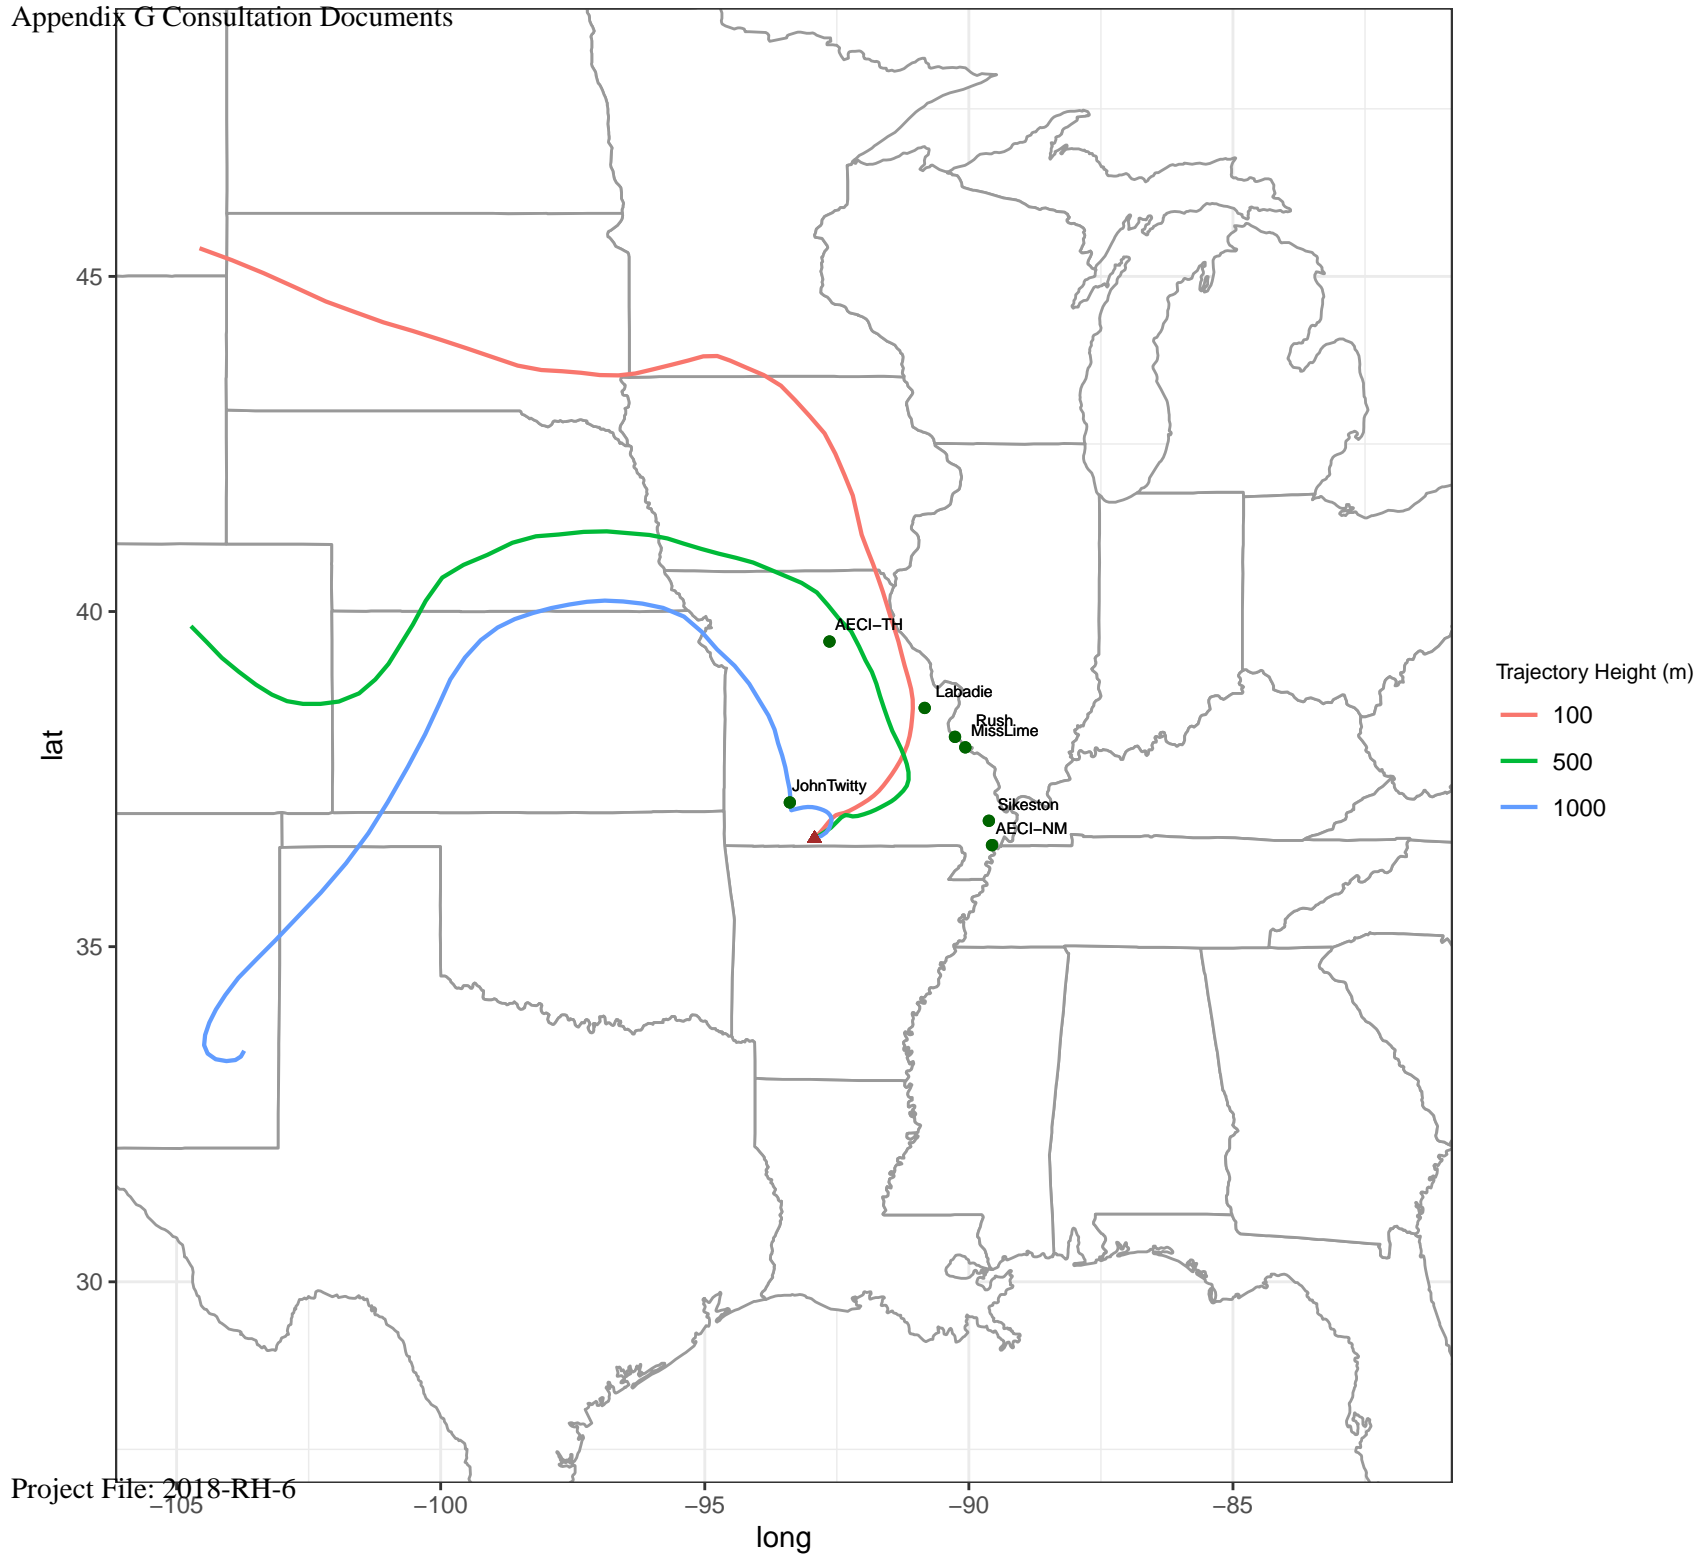 Appendix G Consultation Documents
45
40
35
30
lat
AECI−TH
Labadie
Rush
MissLime
JohnTwitty
Sikeston
AECI−NM
Trajectory Height (m)
100
500
1000
Project File: 2018-RH-6
−105
−100
−95
−90
−85
long